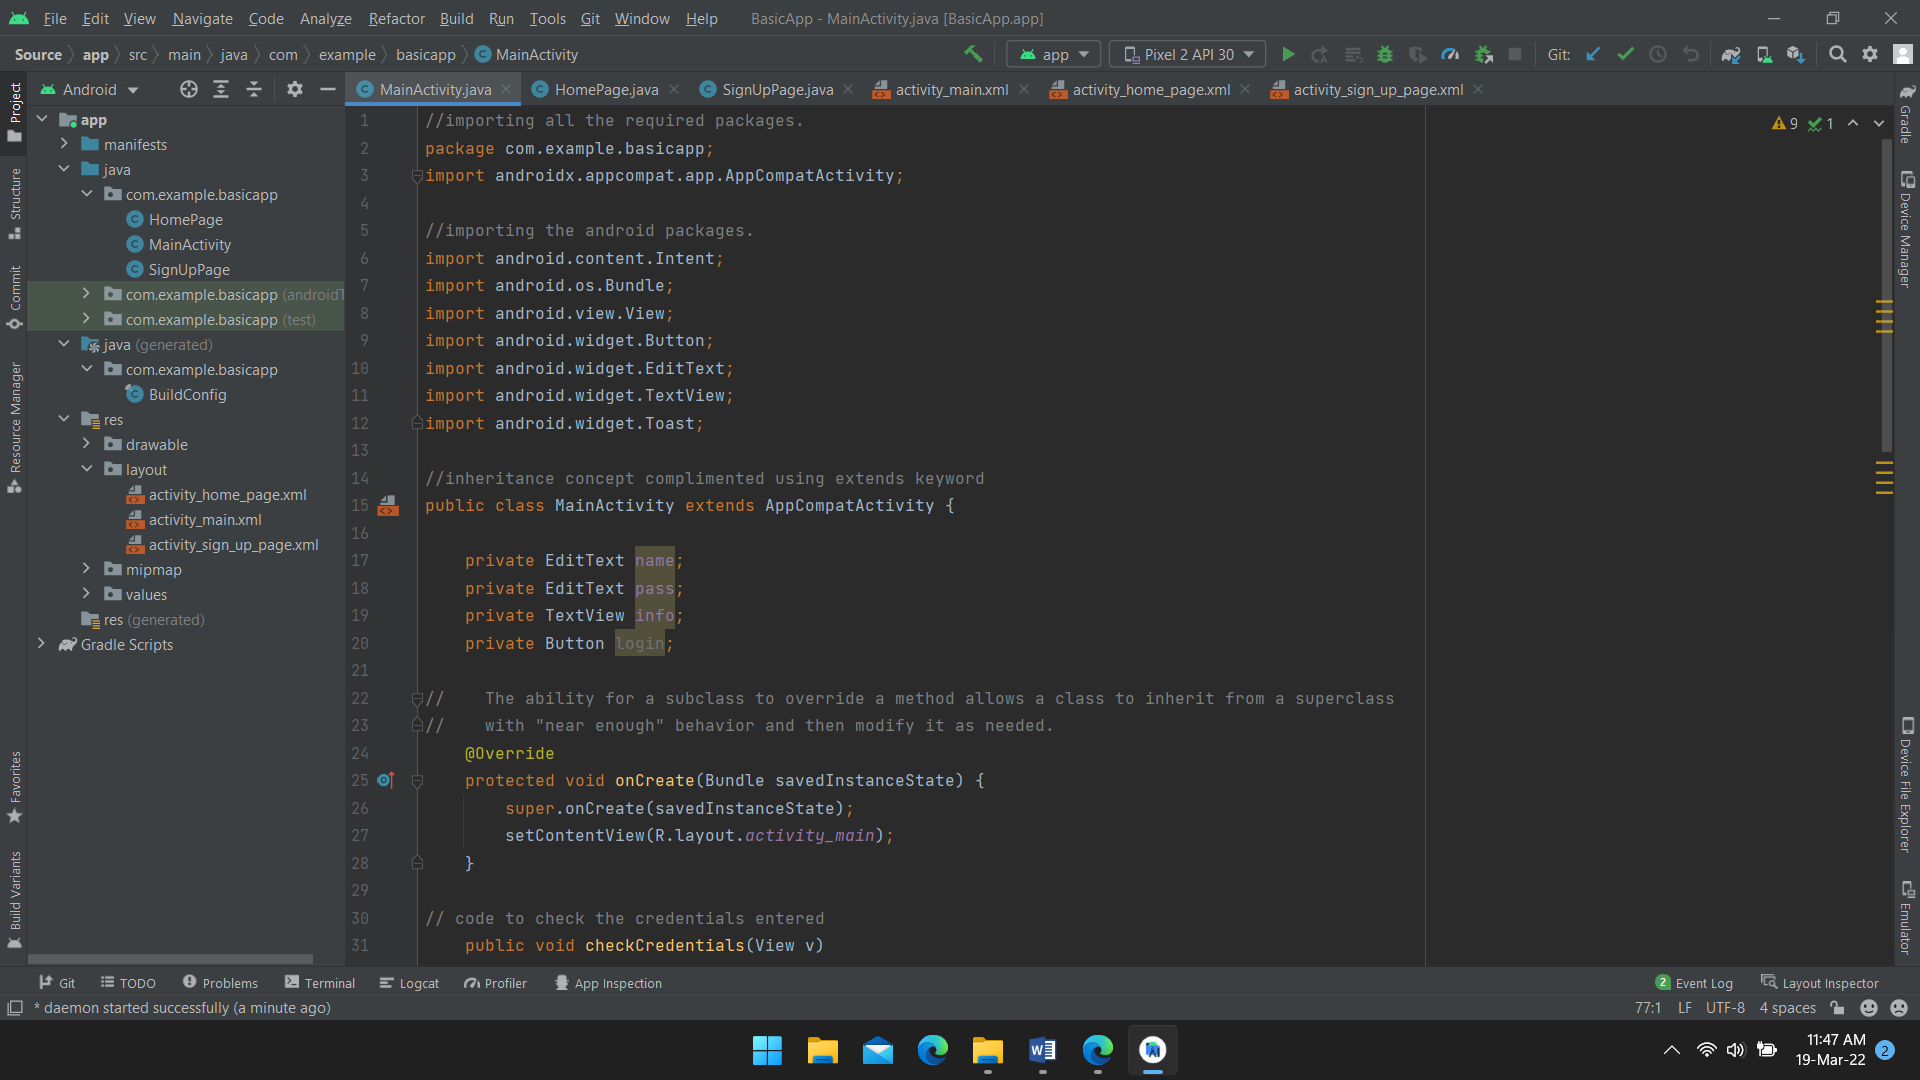 File Edit View Navigate Code Analyze Refactor Build Run Tools Git Window Help BasicApp - MainActivity.java [BasicApp.app]
Source app src main java com example basicapp MainActivity app Pixel 2 API 30 Git:
Android
MainActivity.java HomePage.java SignUpPage.java activity_main.xml activity_home_page.xml activity_sign_up_page.xml
Project
Structure
Commit
Resource Manager
Favorites
Build Variants
app
manifests
java
com.example.basicapp
HomePage
MainActivity
SignUpPage
com.example.basicapp (androidT
com.example.basicapp (test)
java (generated)
com.example.basicapp
BuildConfig
res
drawable
layout
activity_home_page.xml
activity_main.xml
activity_sign_up_page.xml
mipmap
values
res (generated)
Gradle Scripts
1 //importing all the required packages.
2 package com.example.basicapp;
3 import androidx.appcompat.app.AppCompatActivity;
4
5 //importing the android packages.
6 import android.content.Intent;
7 import android.os.Bundle;
8 import android.view.View;
9 import android.widget.Button;
10 import android.widget.EditText;
11 import android.widget.TextView;
12 import android.widget.Toast;
13
14 //inheritance concept complimented using extends keyword
15 public class MainActivity extends AppCompatActivity {
16
17 private EditText name;
18 private EditText pass;
19 private TextView info;
20 private Button login;
21
22 // The ability for a subclass to override a method allows a class to inherit from a superclass
23 // with "near enough" behavior and then modify it as needed.
24 @Override
25 protected void onCreate(Bundle savedInstanceState) {
26 super.onCreate(savedInstanceState);
27 setContentView(R.layout.activity_main);
28 }
29
30 // code to check the credentials entered
31 public void checkCredentials(View v)
9 1
Gradle
Device Manager
Device File Explorer
Emulator
Git TODO Problems Terminal Logcat Profiler App Inspection 2 Event Log Layout Inspector
* daemon started successfully (a minute ago) 77:1 LF UTF-8 4 spaces
11:47 AM
19-Mar-22 2